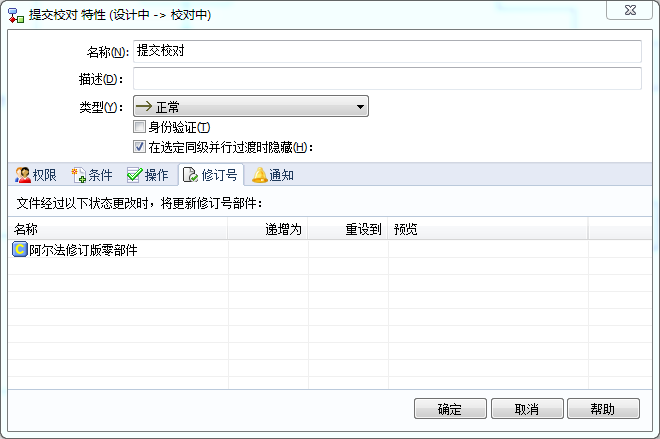 提交校对 特性 (设计中 -> 校对中)
名称(N): 提交校对
描述(D):
类型(Y): 正常
身份验证(T)
在选定同级并行过渡时隐藏(H):
权限 条件 操作 修订号 通知
文件经过以下状态更改时，将更新修订号部件：
名称 递增为 重设到 预览
C 阿尔法修订版零部件
确定 取消 帮助